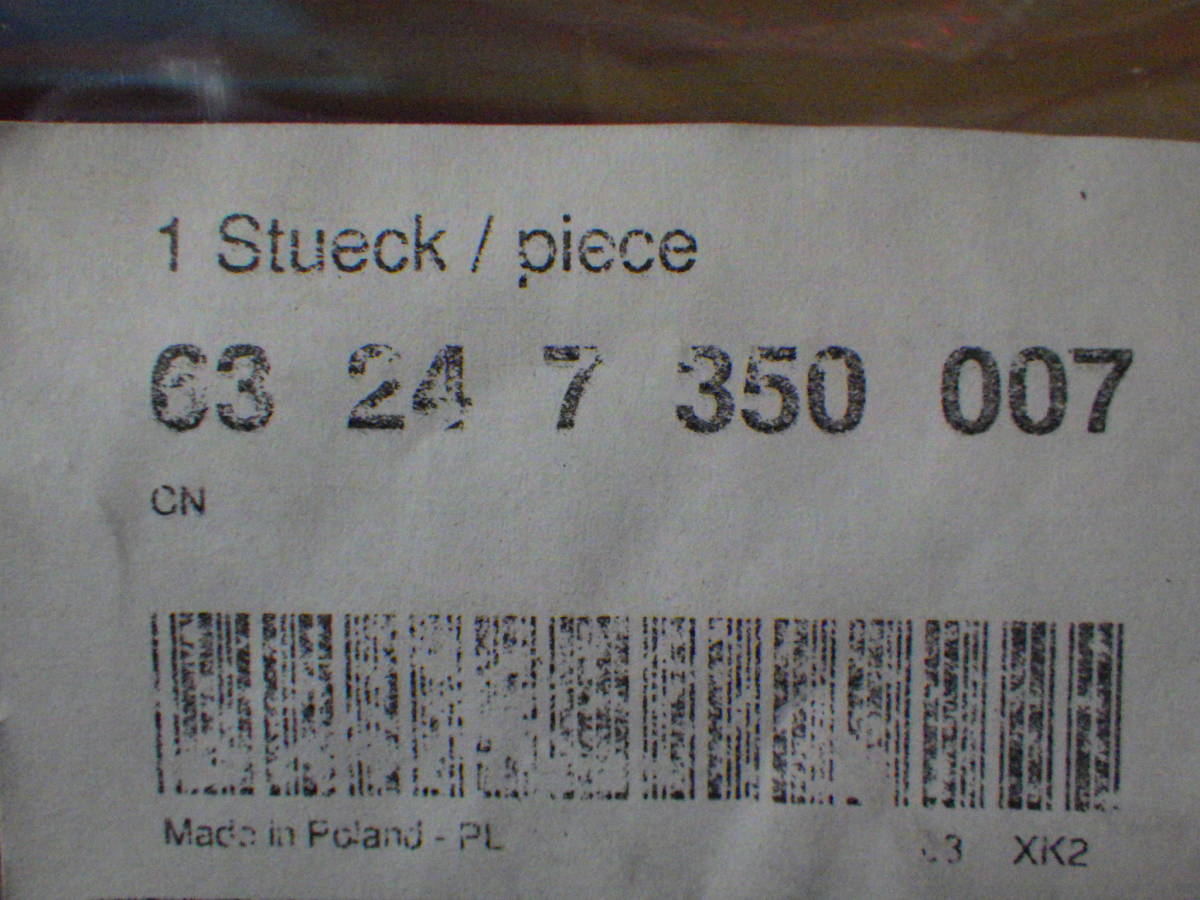 1 Stueck / piece
63 24 7 350 007
CN
Made in Poland - PL
XK2